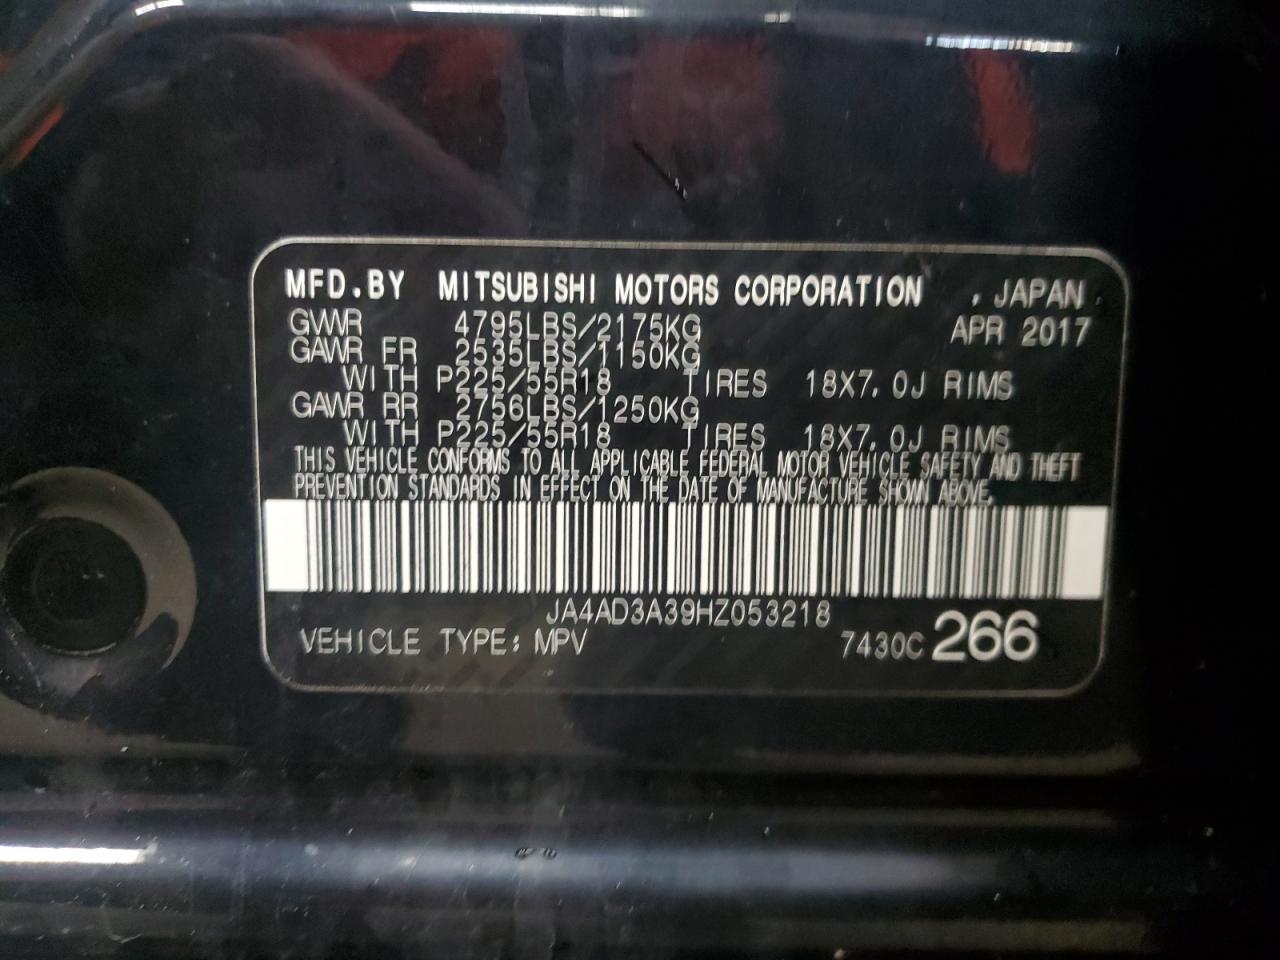 MFD.BY MITSUBISHI MOTORS CORPORATION . JAPAN
GVWR 4795LBS/2175KG APR 2017
GAWR FR 2535LBS/1150KG
WITH P225/55R18 TIRES 18X7.0J RIMS
GAWR RR 2756LBS/1250KG
WITH P225/55R18 TIRES 18X7.0J RIMS
THIS VEHICLE CONFORMS TO ALL APPLICABLE FEDERAL MOTOR VEHICLE SAFETY AND THEFT
PREVENTION STANDARDS IN EFFECT ON THE DATE OF MANUFACTURE SHOWN ABOVE.
JA4AD3A39HZ053218
VEHICLE TYPE: MPV 7430C 266